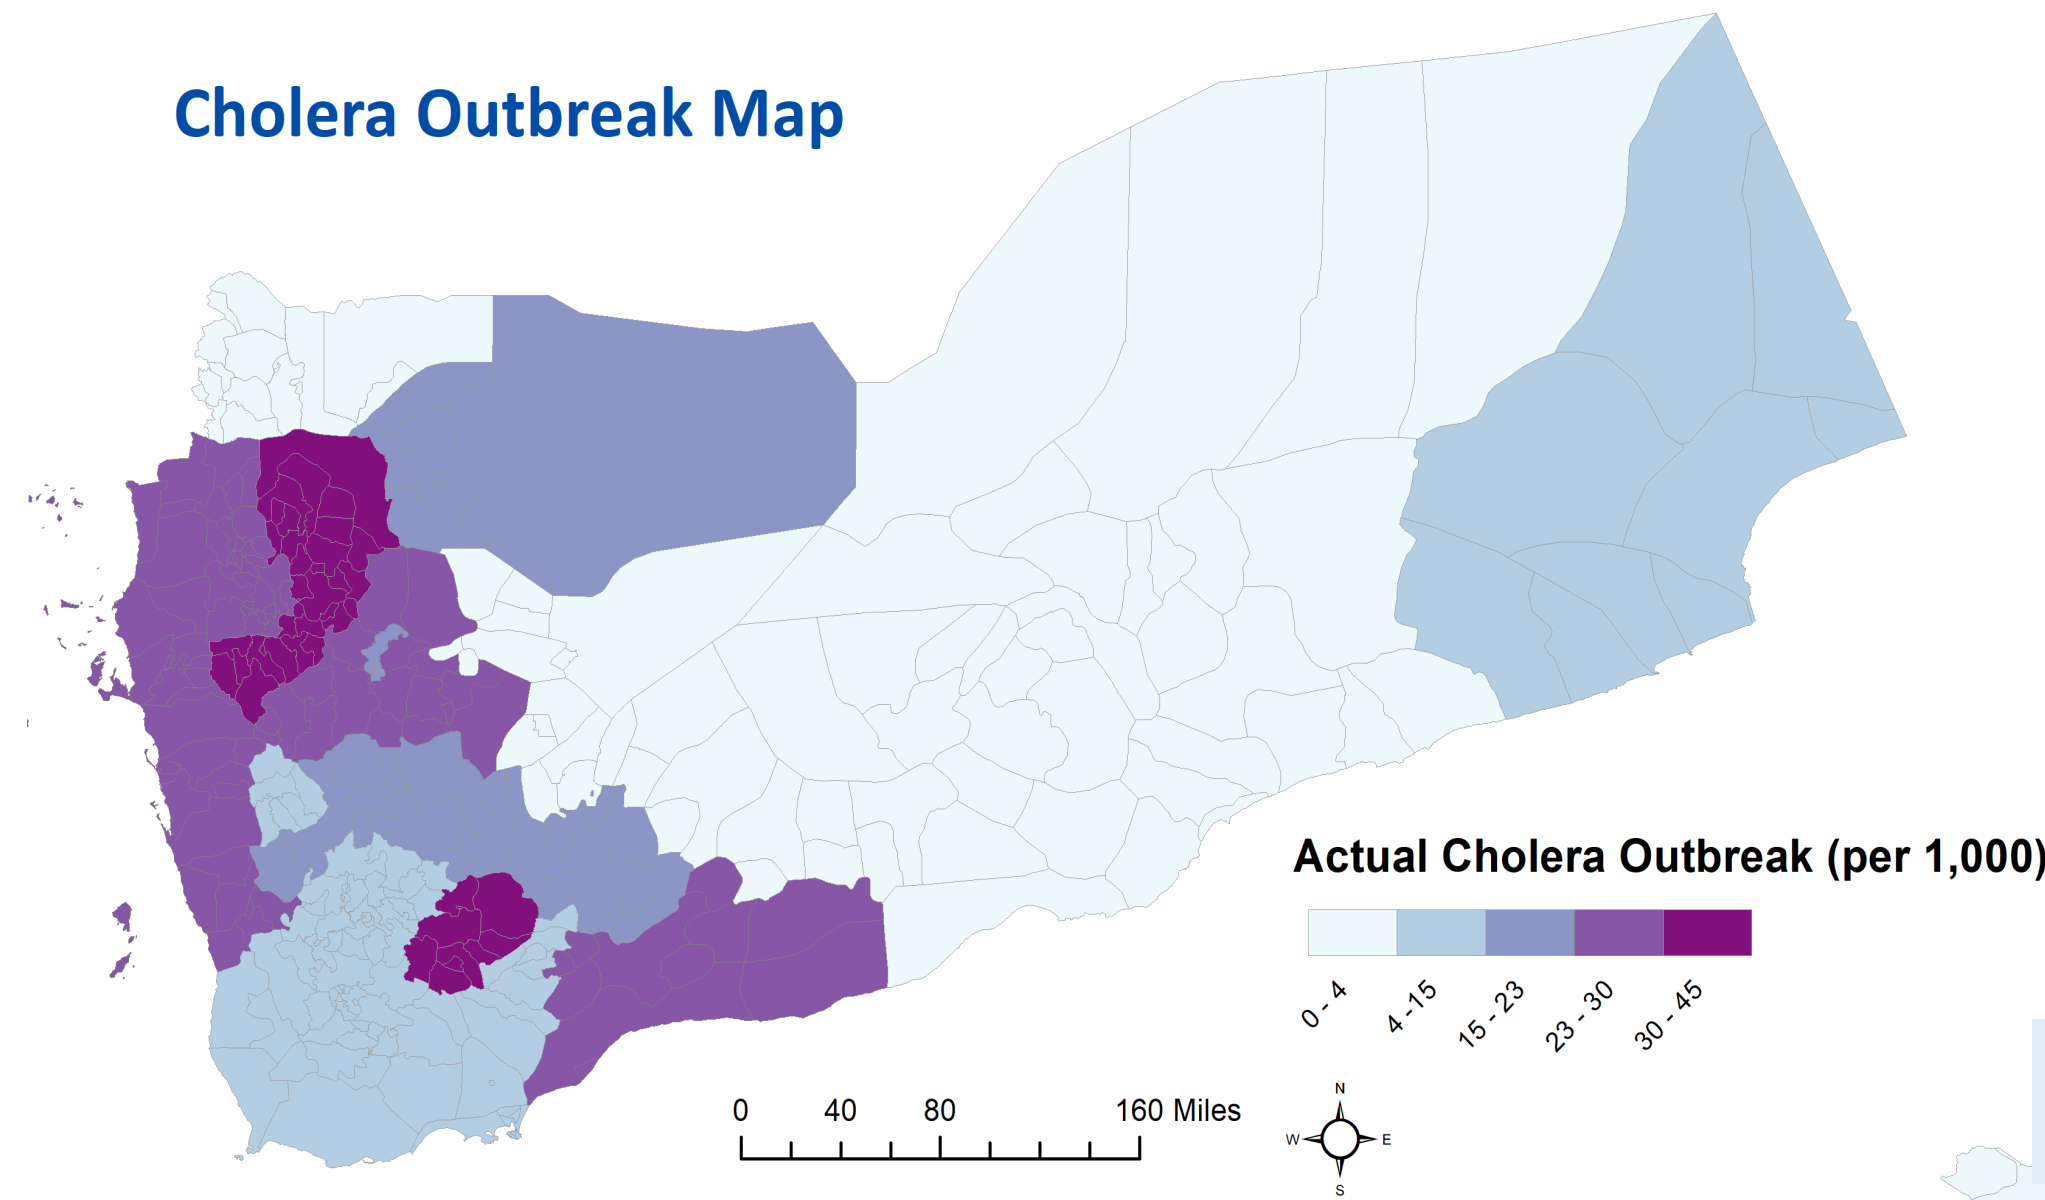 Cholera Outbreak Map
Actual Cholera Outbreak (per 1,000)
0 - 4
4 -15
15 - 23
23 - 30
30 - 45
0 40 80 160 Miles
N
W E
S